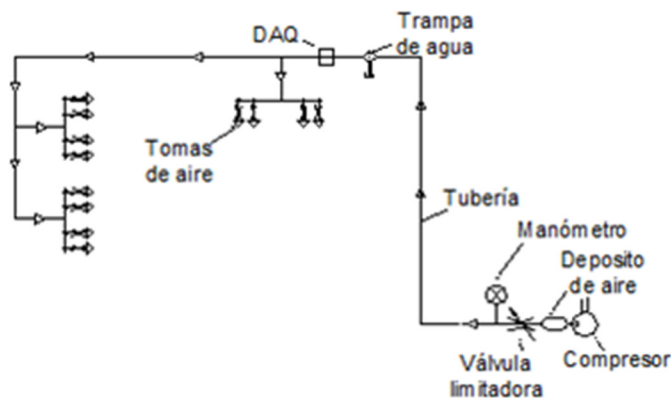 DAQ
Trampa
de agua
Tomas
de aire
Tubería
Manómetro
Deposito
de aire
Válvula
limitadora
Compresor